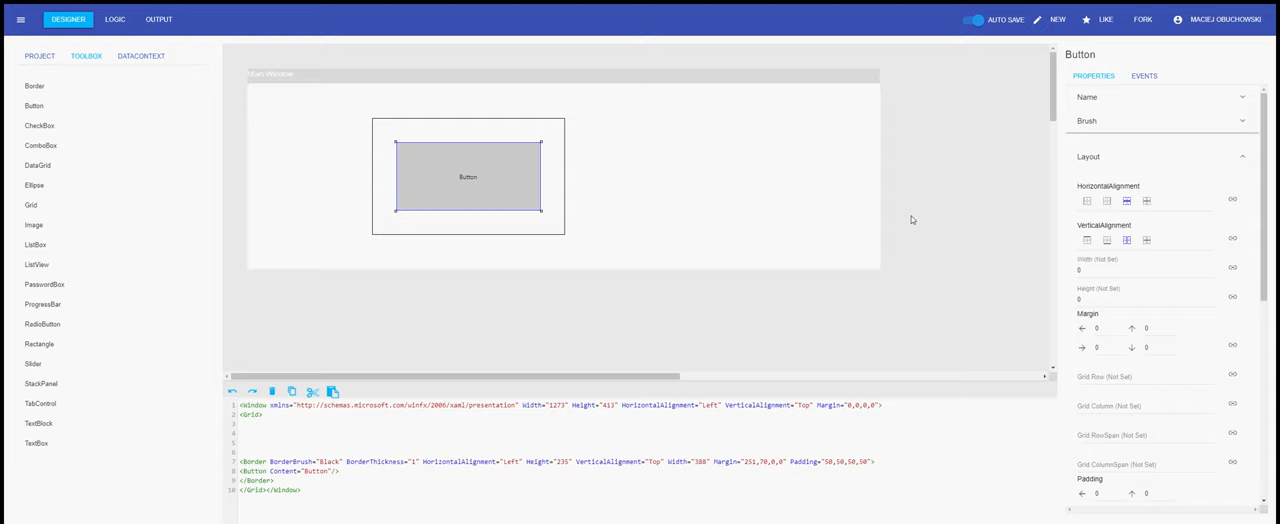 DESIGNER LOGIC OUTPUT AUTO SAVE NEW LIKE FORK MACIEJ OBUCHOWSKI
PROJECT TOOLBOX DATACONTEXT
Border
Button
CheckBox
ComboBox
DataGrid
Ellipse
Grid
Image
ListBox
ListView
PasswordBox
ProgressBar
RadioButton
Rectangle
Slider
StackPanel
TabControl
TextBlock
TextBox
Main Window
Button
1 <Window xmlns="http://schemas.microsoft.com/winfx/2006/xaml/presentation" Width="1273" Height="413" HorizontalAlignment="Left" VerticalAlignment="Top" Margin="0,0,0,0">
2 <Grid>
3
4
5
6
7 <Border BorderBrush="Black" BorderThickness="1" HorizontalAlignment="Left" Height="235" VerticalAlignment="Top" Width="388" Margin="251,70,0,0" Padding="50,50,50,50">
8 <Button Content="Button"/>
9 </Border>
10 </Grid></Window>
Button
PROPERTIES EVENTS
Name
Brush
Layout
HorizontalAlignment
VerticalAlignment
Width (Not Set)
0
Height (Not Set)
0
Margin
0 0
0 0
Grid Row (Not Set)
Grid Column (Not Set)
Grid RowSpan (Not Set)
Grid ColumnSpan (Not Set)
Padding
0 0